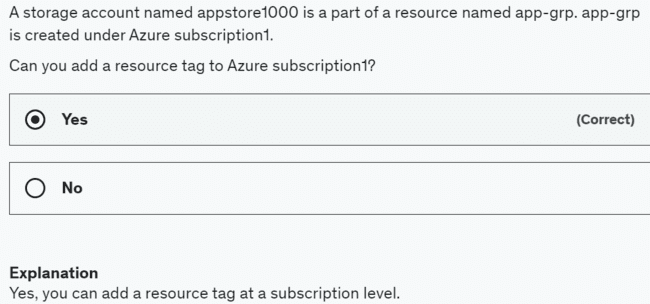 A storage account named appstore1000 is a part of a resource named app-grp. app-grp
is created under Azure subscription1.
Can you add a resource tag to Azure subscription1?
Yes (Correct)
No
Explanation
Yes, you can add a resource tag at a subscription level.